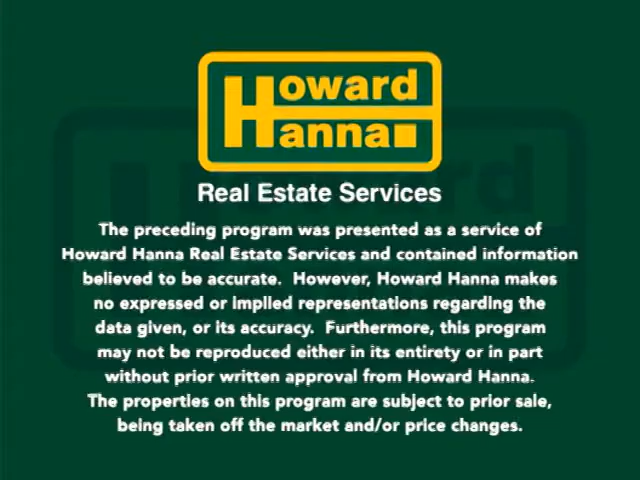 Howard
Hanna
Real Estate Services
The preceding program was presented as a service of
Howard Hanna Real Estate Services and contained information
believed to be accurate.  However, Howard Hanna makes
no expressed or implied representations regarding the
data given, or its accuracy.  Furthermore, this program
may not be reproduced either in its entirety or in part
without prior written approval from Howard Hanna.
The properties on this program are subject to prior sale,
being taken off the market and/or price changes.